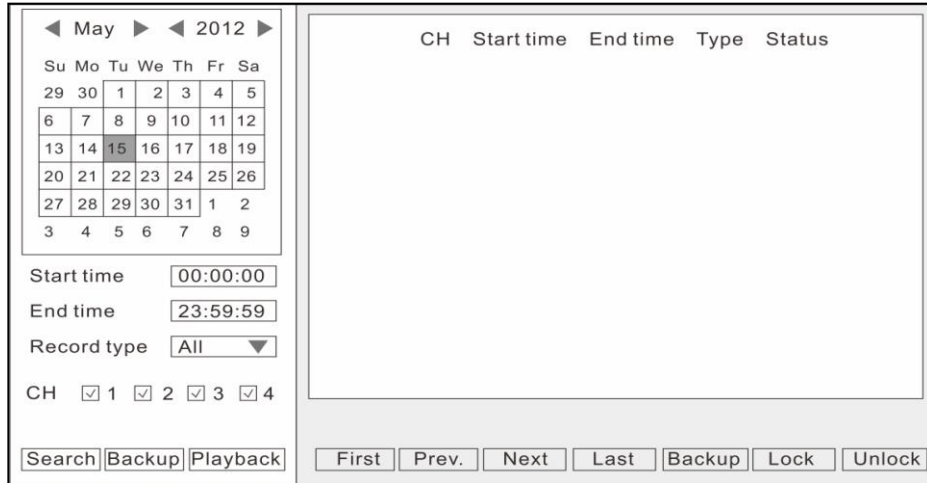 May 2012
Su Mo Tu We Th Fr Sa
29 30 1 2 3 4 5
6 7 8 9 10 11 12
13 14 15 16 17 18 19
20 21 22 23 24 25 26
27 28 29 30 31 1 2
3 4 5 6 7 8 9
Start time 00:00:00
End time 23:59:59
Record type All
CH 1 2 3 4
Search Backup Playback
CH Start time End time Type Status
First Prev. Next Last Backup Lock Unlock